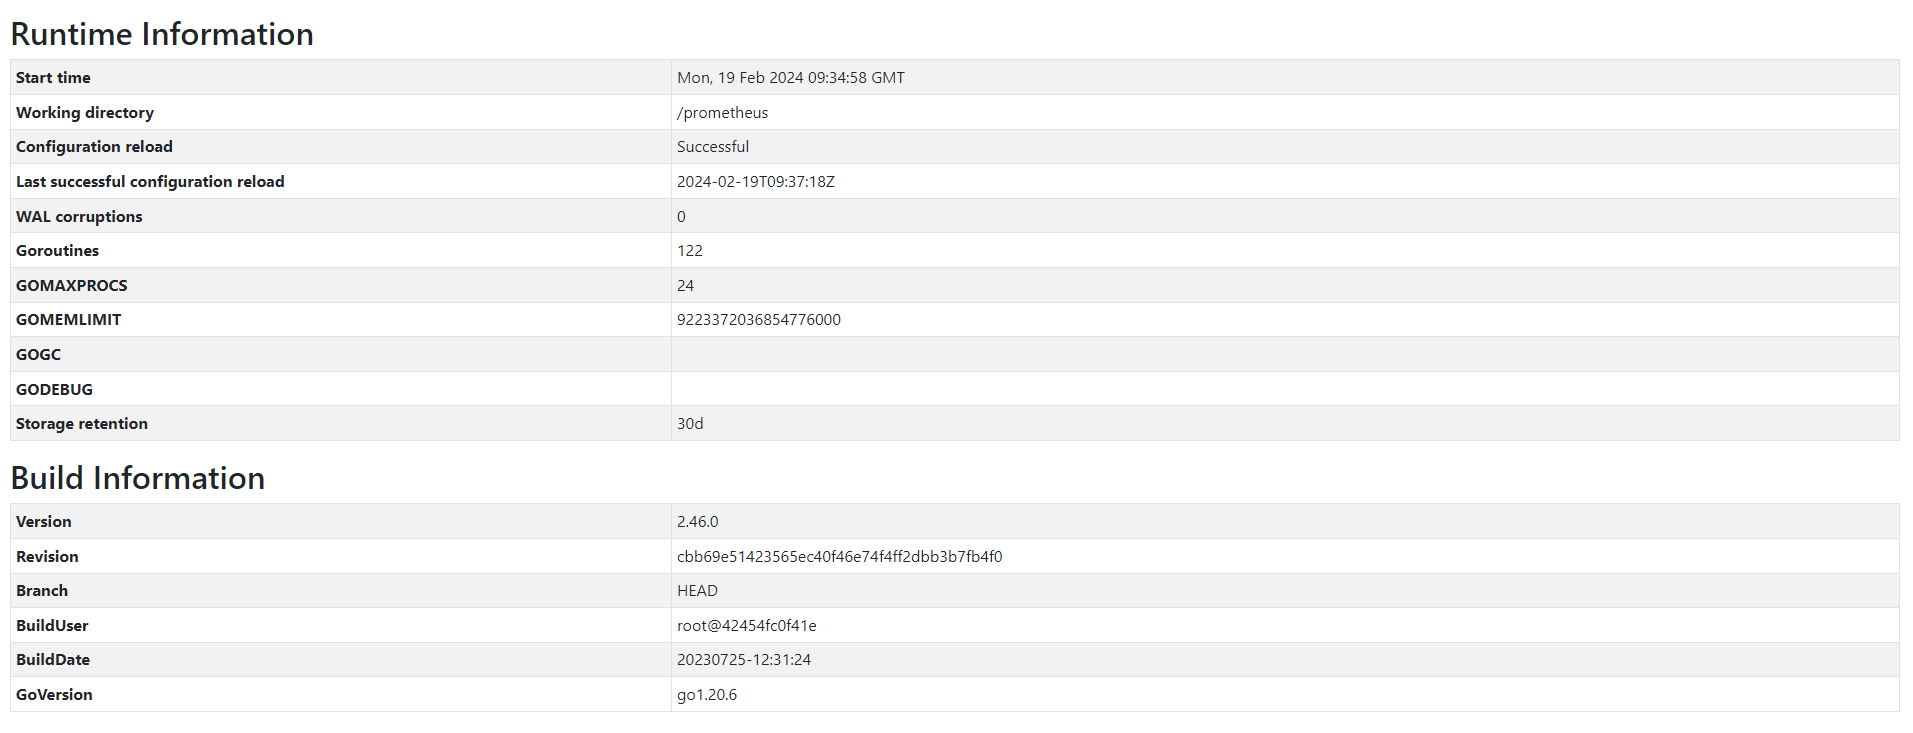 Runtime Information
Start time Mon, 19 Feb 2024 09:34:58 GMT
Working directory /prometheus
Configuration reload Successful
Last successful configuration reload 2024-02-19T09:37:18Z
WAL corruptions 0
Goroutines 122
GOMAXPROCS 24
GOMEMLIMIT 9223372036854776000
GOGC
GODEBUG
Storage retention 30d
Build Information
Version 2.46.0
Revision cbb69e51423565ec40f46e74f4ff2dbb3b7fb4f0
Branch HEAD
BuildUser root@42454fc0f41e
BuildDate 20230725-12:31:24
GoVersion go1.20.6